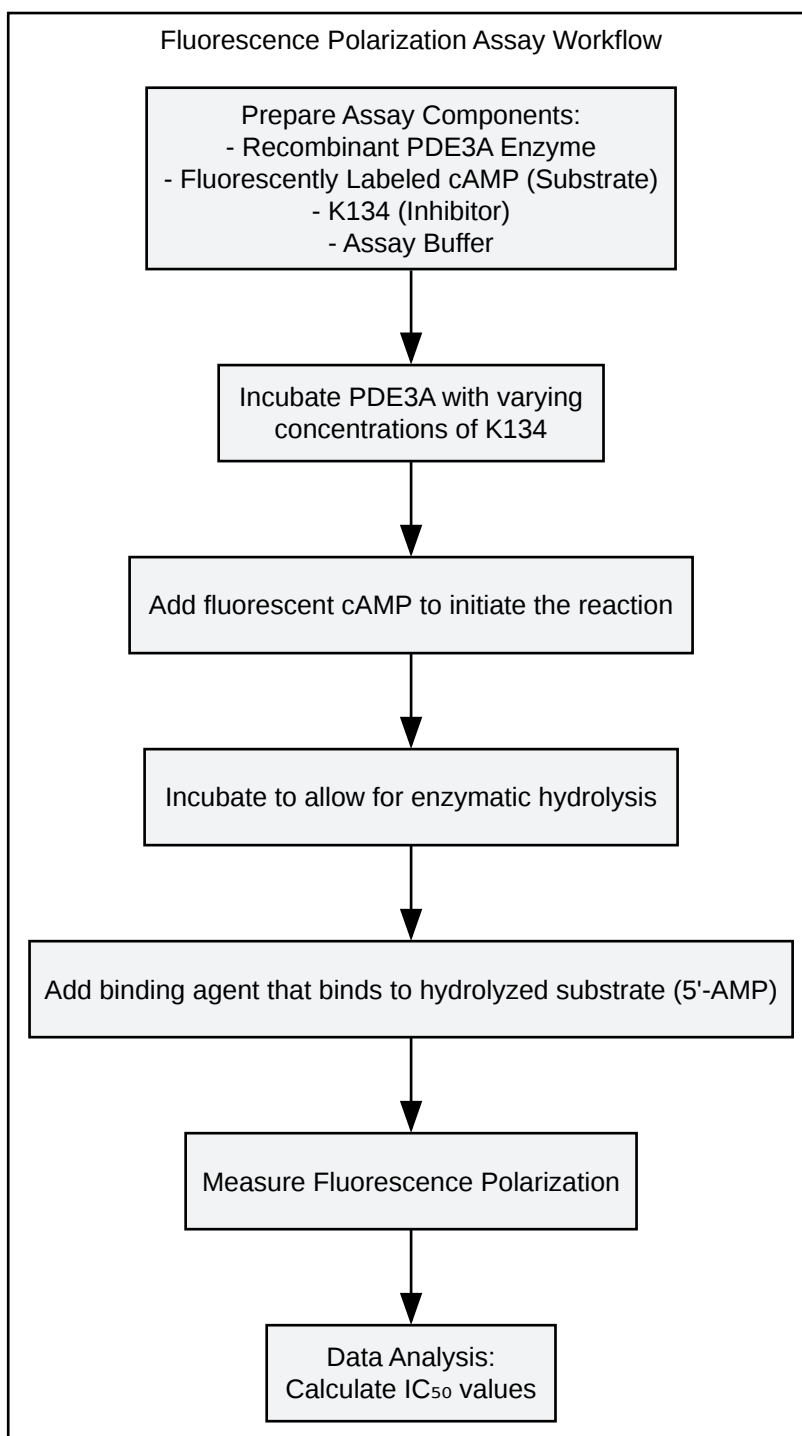 Fluorescence Polarization Assay Workflow
Prepare Assay Components:
- Recombinant PDE3A Enzyme
- Fluorescently Labeled cAMP (Substrate)
- K134 (Inhibitor)
- Assay Buffer
Incubate PDE3A with varying
concentrations of K134
Add fluorescent cAMP to initiate the reaction
Incubate to allow for enzymatic hydrolysis
Add binding agent that binds to hydrolyzed substrate (5'-AMP)
Measure Fluorescence Polarization
Data Analysis:
Calculate IC₅₀ values